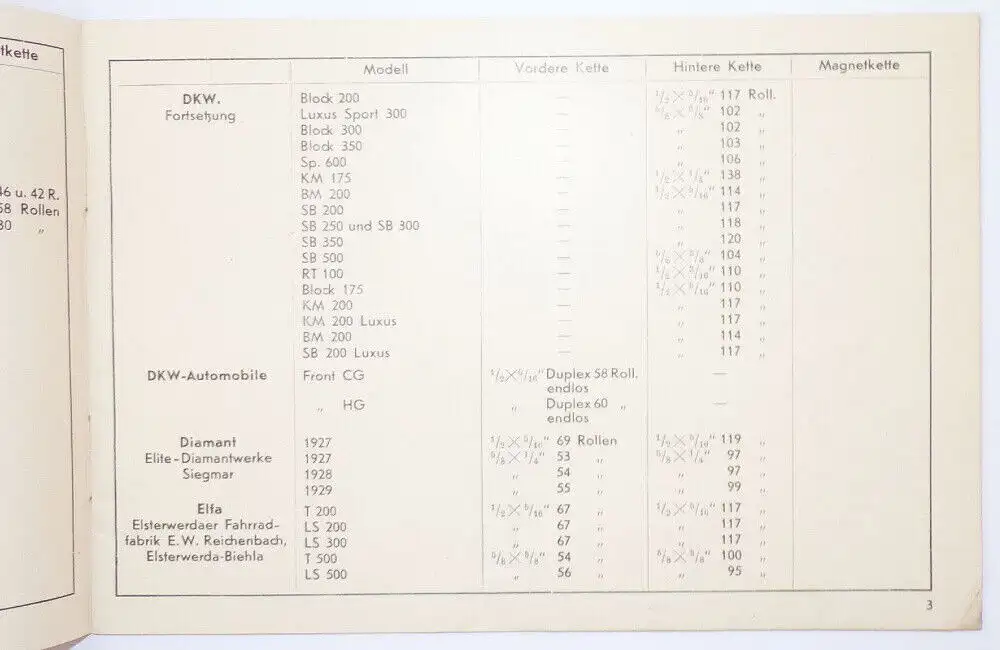 tkette
46 u. 42 R.
58 Rollen
30 „
Modell Vordere Kette Hintere Kette Magnetkette
DKW. Block 200 — 1/2 × 5/16" 117 Roll.
Fortsetzung Luxus Sport 300 — 5/8 × 3/8" 102 „
Block 300 — „ 102 „
Block 350 — „ 103 „
Sp. 600 — „ 106 „
KM 175 — 1/2 × 1/4" 138 „
BM 200 — 1/2 × 5/16" 114 „
SB 200 — „ 117 „
SB 250 und SB 300 — „ 118 „
SB 350 — „ 120 „
SB 500 — 5/8 × 3/8" 104 „
RT 100 — 1/2 × 3/16" 110 „
Block 175 — 1/2 × 5/16" 110 „
KM 200 — „ 117 „
KM 200 Luxus — „ 117 „
BM 200 — „ 114 „
SB 200 Luxus — „ 117 „
DKW-Automobile Front CG 1/2 × 5/16" Duplex 58 Roll. —
endlos
„ HG „ Duplex 60 „ —
endlos
Diamant 1927 1/2 × 5/16" 69 Rollen 1/2 × 5/16" 119 „
Elite-Diamantwerke 1927 5/8 × 1/4" 53 „ 5/8 × 1/4" 97 „
Siegmar 1928 „ 54 „ „ 97 „
1929 „ 55 „ „ 99 „
Elfa T 200 1/2 × 5/16" 67 „ 1/2 × 5/16" 117 „
Elsterwerdaer Fahrrad- LS 200 „ 67 „ „ 117 „
fabrik E. W. Reichenbach, LS 300 „ 67 „ „ 117 „
Elsterwerda-Biehla T 500 5/8 × 3/8" 54 „ 5/8 × 3/8" 100 „
LS 500 „ 56 „ „ 95 „
3